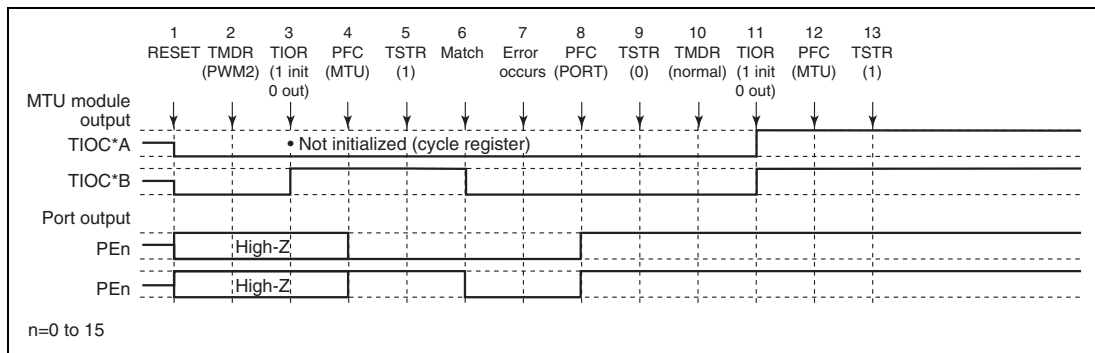 1 2 3 4 5 6 7 8 9 10 11 12 13
RESET TMDR TIOR PFC TSTR Match Error PFC TSTR TMDR TIOR PFC TSTR
(PWM2) (1 init (MTU) (1) occurs (PORT) (0) (normal) (1 init (MTU) (1)
0 out) 0 out)
MTU module
output
TIOC*A • Not initialized (cycle register)
TIOC*B
Port output
PEn High-Z
PEn High-Z
n=0 to 15